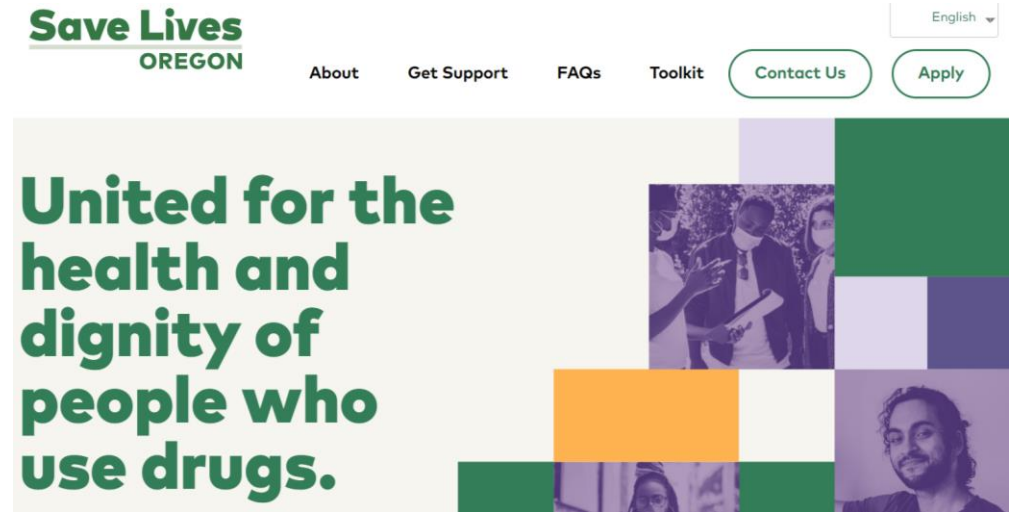 Save Lives
OREGON
English
About Get Support FAQs Toolkit Contact Us Apply
United for the
health and
dignity of
people who
use drugs.